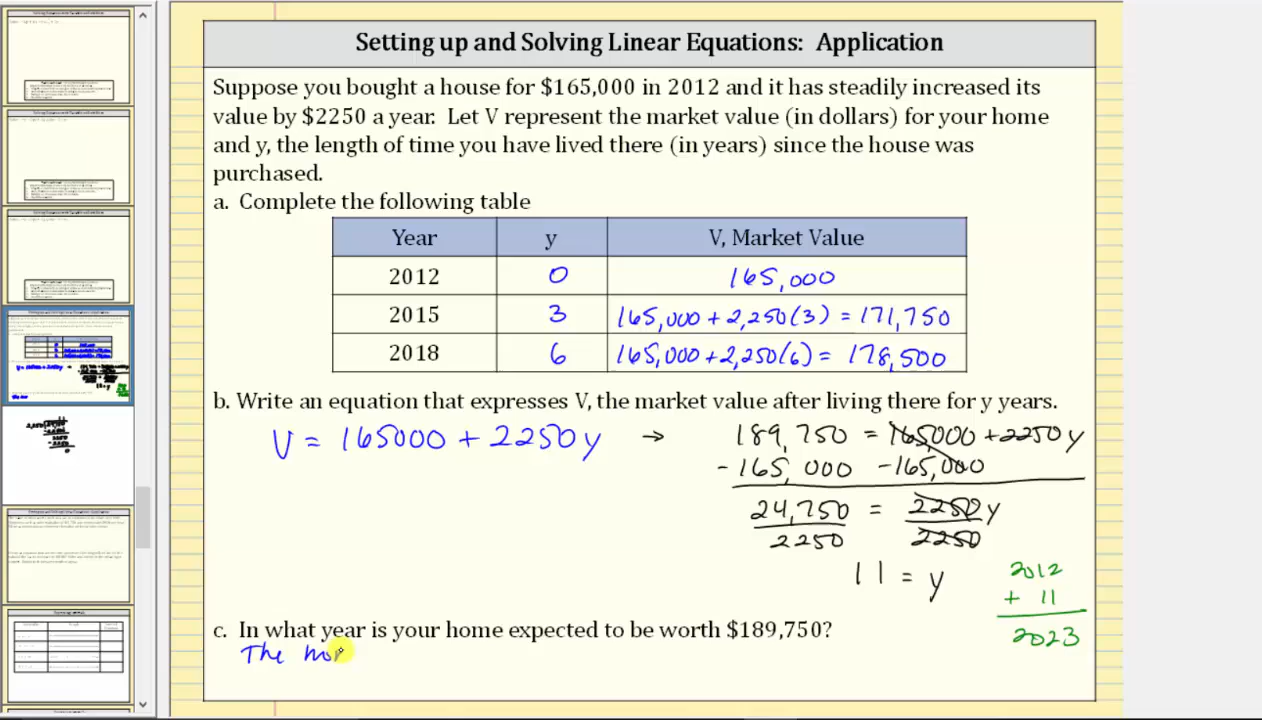 Setting up and Solving Linear Equations: Application
Suppose you bought a house for $165,000 in 2012 and it has steadily increased its
value by $2250 a year. Let V represent the market value (in dollars) for your home
and y, the length of time you have lived there (in years) since the house was
purchased.
a. Complete the following table
Year y V, Market Value
2012 0 165,000
2015 3 165,000 + 2,250(3) = 171,750
2018 6 165,000 + 2,250(6) = 178,500
b. Write an equation that expresses V, the market value after living there for y years.
V = 165000 + 2250y → 189,750 = 165000 + 2250y
- 165,000 - 165,000
24,750 = 2250y
2250 2250
11 = y
2012
+ 11
2023
c. In what year is your home expected to be worth $189,750?
The